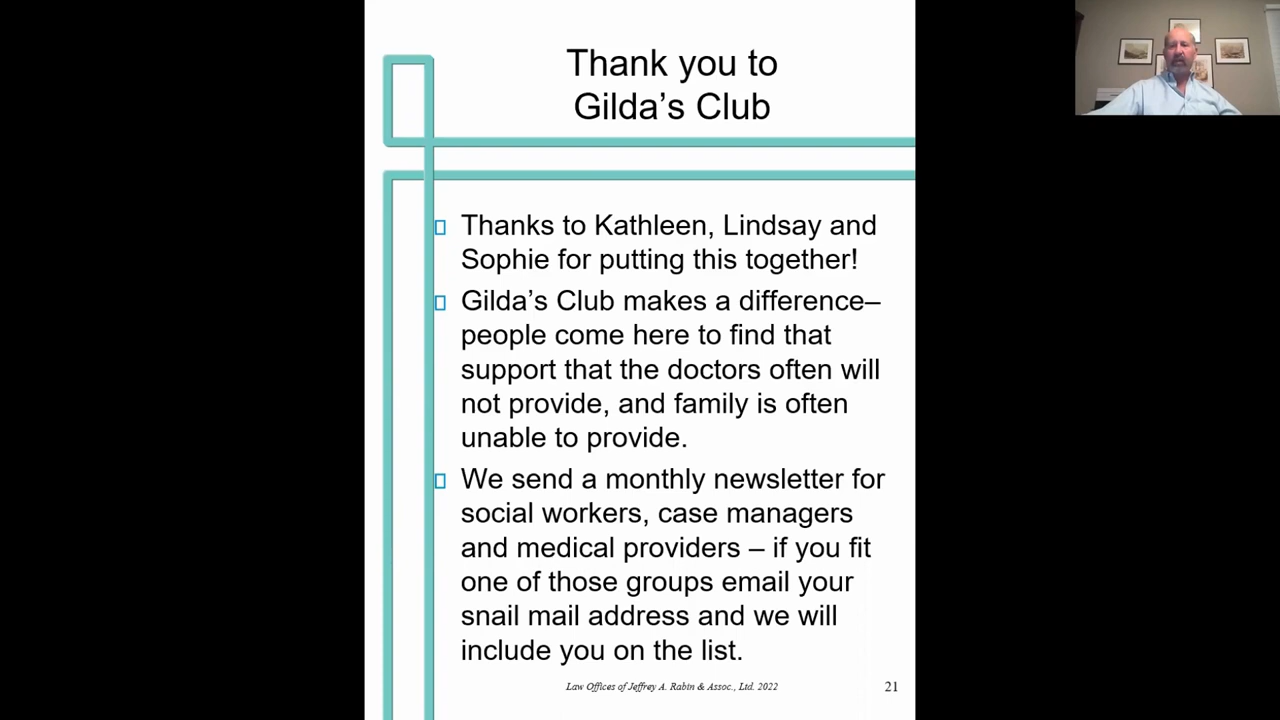 Thank you to
Gilda’s Club
Thanks to Kathleen, Lindsay and
Sophie for putting this together!
Gilda’s Club makes a difference–
people come here to find that
support that the doctors often will
not provide, and family is often
unable to provide.
We send a monthly newsletter for
social workers, case managers
and medical providers – if you fit
one of those groups email your
snail mail address and we will
include you on the list.
Law Offices of Jeffrey A. Rabin & Assoc., Ltd. 2022
21